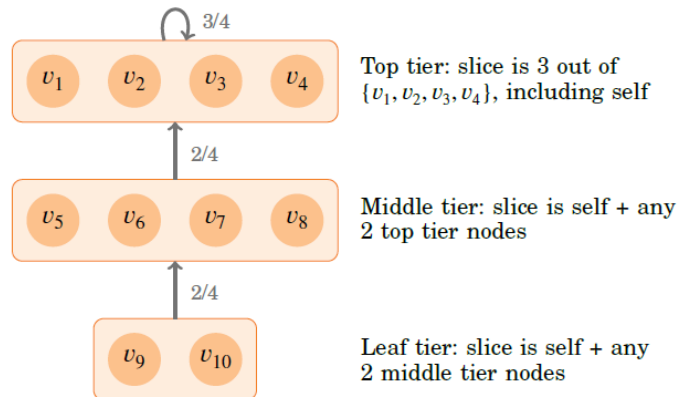 3/4
v₁ v₂ v₃ v₄
Top tier: slice is 3 out of
{v₁, v₂, v₃, v₄}, including self
2/4
v₅ v₆ v₇ v₈
Middle tier: slice is self + any
2 top tier nodes
2/4
v₉ v₁₀
Leaf tier: slice is self + any
2 middle tier nodes